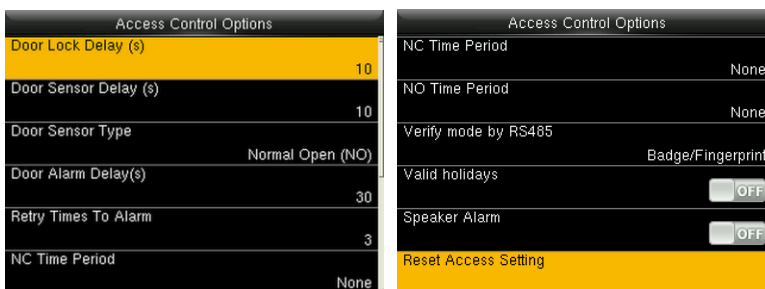 Access Control Options
Door Lock Delay (s)
10
Door Sensor Delay (s)
10
Door Sensor Type
Normal Open (NO)
Door Alarm Delay(s)
30
Retry Times To Alarm
3
NC Time Period
None
Access Control Options
NC Time Period
None
NO Time Period
None
Verify mode by RS485
Badge/Fingerprint
Valid holidays
OFF
Speaker Alarm
OFF
Reset Access Setting